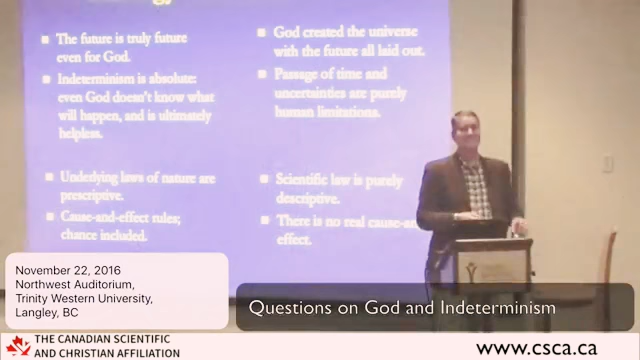 The future is truly future
even for God.
Indeterminism is absolute:
even God doesn't know what
will happen, and is ultimately
helpless.
Underlying laws of nature are
prescriptive.
Cause-and-effect rules;
chance included.
God created the universe
with the future all laid out.
Passage of time and
uncertainties are purely
human limitations.
Scientific law is purely
descriptive.
There is no real cause-an
effect.
November 22, 2016
Northwest Auditorium,
Trinity Western University,
Langley, BC
Questions on God and Indeterminism
THE CANADIAN SCIENTIFIC
AND CHRISTIAN AFFILIATION
www.csca.ca